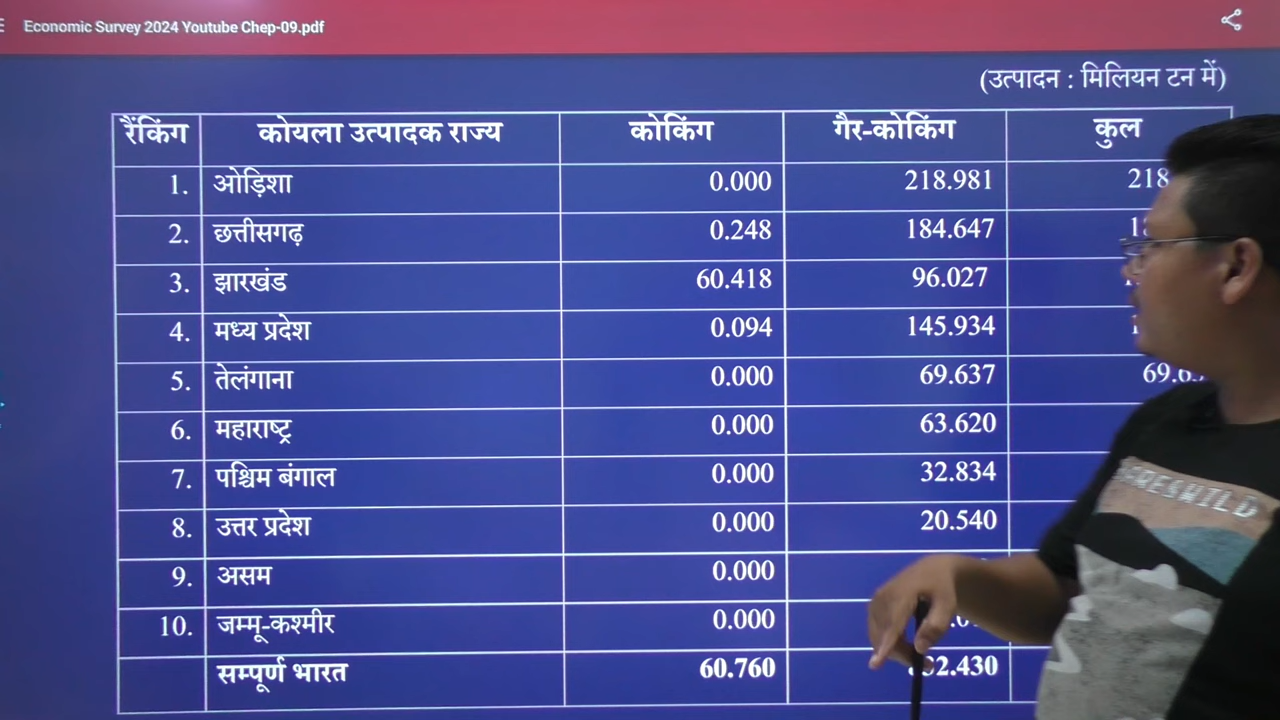 Economic Survey 2024 Youtube Chep-09.pdf
(उत्पादन : मिलियन टन में)
रैंकिंग कोयला उत्पादक राज्य कोकिंग गैर-कोकिंग कुल
1. ओड़िशा 0.000 218.981
2. छत्तीसगढ़ 0.248 184.647
3. झारखंड 60.418 96.027
4. मध्य प्रदेश 0.094 145.934
5. तेलंगाना 0.000 69.637
6. महाराष्ट्र 0.000 63.620
7. पश्चिम बंगाल 0.000 32.834
8. उत्तर प्रदेश 0.000 20.540
9. असम 0.000
10. जम्मू-कश्मीर 0.000
सम्पूर्ण भारत 60.760